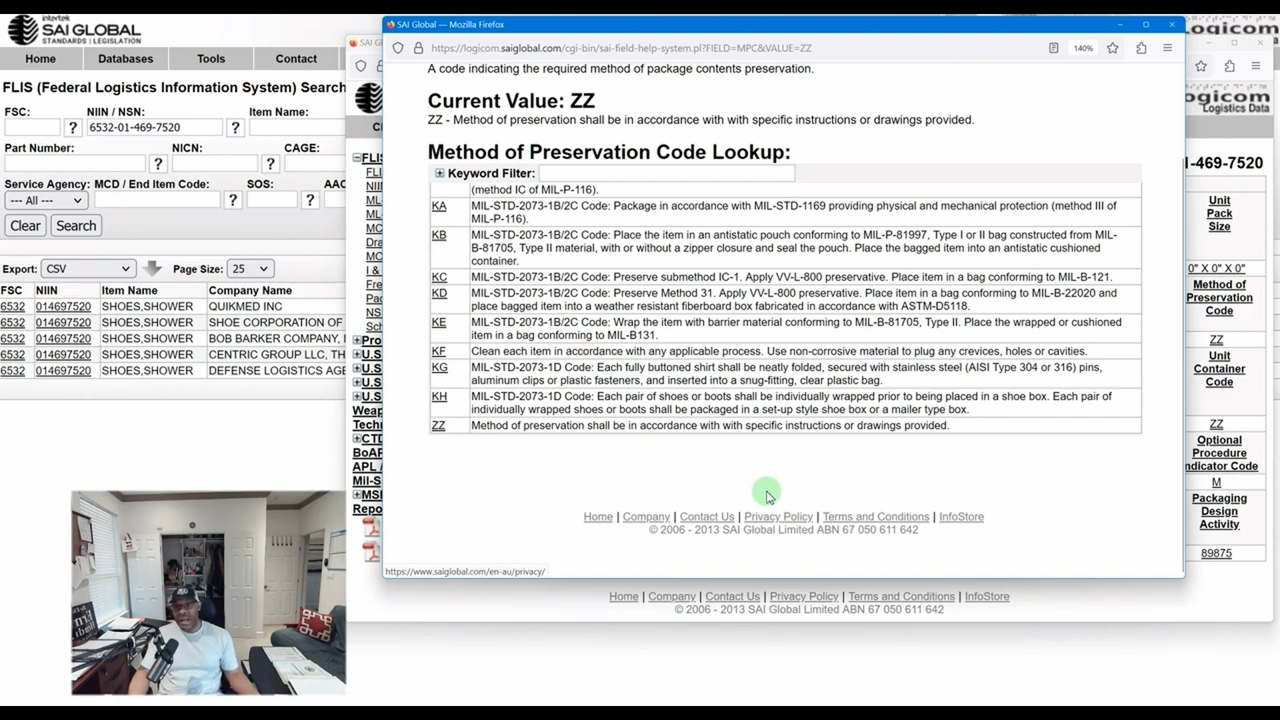 intertek
SAI GLOBAL
STANDARDS | LEGISLATION
Home
Databases
Tools
Contact
FLIS (Federal Logistics Information System) Search
FSC:
NIIN / NSN:
Item Name:
?
6532-01-469-7520
?
Part Number:
NICN:
CAGE:
?
?
Service Agency:
MCD / End Item Code:
SOS:
AAC
--- All ---
?
?
Clear
Search
Export:
CSV
Page Size:
25
FSC
NIIN
Item Name
Company Name
6532
014697520
SHOES,SHOWER
QUIKMED INC
6532
014697520
SHOES,SHOWER
SHOE CORPORATION OF
6532
014697520
SHOES,SHOWER
BOB BARKER COMPANY, I
6532
014697520
SHOES,SHOWER
CENTRIC GROUP LLC, TH
6532
014697520
SHOES,SHOWER
DEFENSE LOGISTICS AGE
SAI Global — Mozilla Firefox
https://logicom.saiglobal.com/cgi-bin/sai-field-help-system.pl?FIELD=MPC&VALUE=ZZ
140%
A code indicating the required method of package contents preservation.
Current Value: ZZ
ZZ - Method of preservation shall be in accordance with with specific instructions or drawings provided.
Method of Preservation Code Lookup:
Keyword Filter:
(method IC of MIL-P-116).
KA
MIL-STD-2073-1B/2C Code: Package in accordance with MIL-STD-1169 providing physical and mechanical protection (method III of
MIL-P-116).
KB
MIL-STD-2073-1B/2C Code: Place the item in an antistatic pouch conforming to MIL-P-81997, Type I or II bag constructed from MIL-
B-81705, Type II material, with or without a zipper closure and seal the pouch. Place the bagged item into an antistatic cushioned
container.
KC
MIL-STD-2073-1B/2C Code: Preserve submethod IC-1. Apply VV-L-800 preservative. Place item in a bag conforming to MIL-B-121.
KD
MIL-STD-2073-1B/2C Code: Preserve Method 31. Apply VV-L-800 preservative. Place item in a bag conforming to MIL-B-22020 and
place bagged item into a weather resistant fiberboard box fabricated in accordance with ASTM-D5118.
KE
MIL-STD-2073-1B/2C Code: Wrap the item with barrier material conforming to MIL-B-81705, Type II. Place the wrapped or cushioned
item in a bag conforming to MIL-B131.
KF
Clean each item in accordance with any applicable process. Use non-corrosive material to plug any crevices, holes or cavities.
KG
MIL-STD-2073-1D Code: Each fully buttoned shirt shall be neatly folded, secured with stainless steel (AISI Type 304 or 316) pins,
aluminum clips or plastic fasteners, and inserted into a snug-fitting, clear plastic bag.
KH
MIL-STD-2073-1D Code: Each pair of shoes or boots shall be individually wrapped prior to being placed in a shoe box. Each pair of
individually wrapped shoes or boots shall be packaged in a set-up style shoe box or a mailer type box.
ZZ
Method of preservation shall be in accordance with with specific instructions or drawings provided.
Home | Company | Contact Us | Privacy Policy | Terms and Conditions | InfoStore
© 2006 - 2013 SAI Global Limited ABN 67 050 611 642
https://www.saiglobal.com/en-au/privacy/
Home | Company | Contact Us | Privacy Policy | Terms and Conditions | InfoStore
© 2006 - 2013 SAI Global Limited ABN 67 050 611 642
ogicom
Logistics Data
1-469-7520
Unit
Pack
Size
0" X 0" X 0"
Method of
Preservation
Code
ZZ
Unit
Container
Code
ZZ
Optional
Procedure
ndicator Code
M
Packaging
Design
Activity
89875